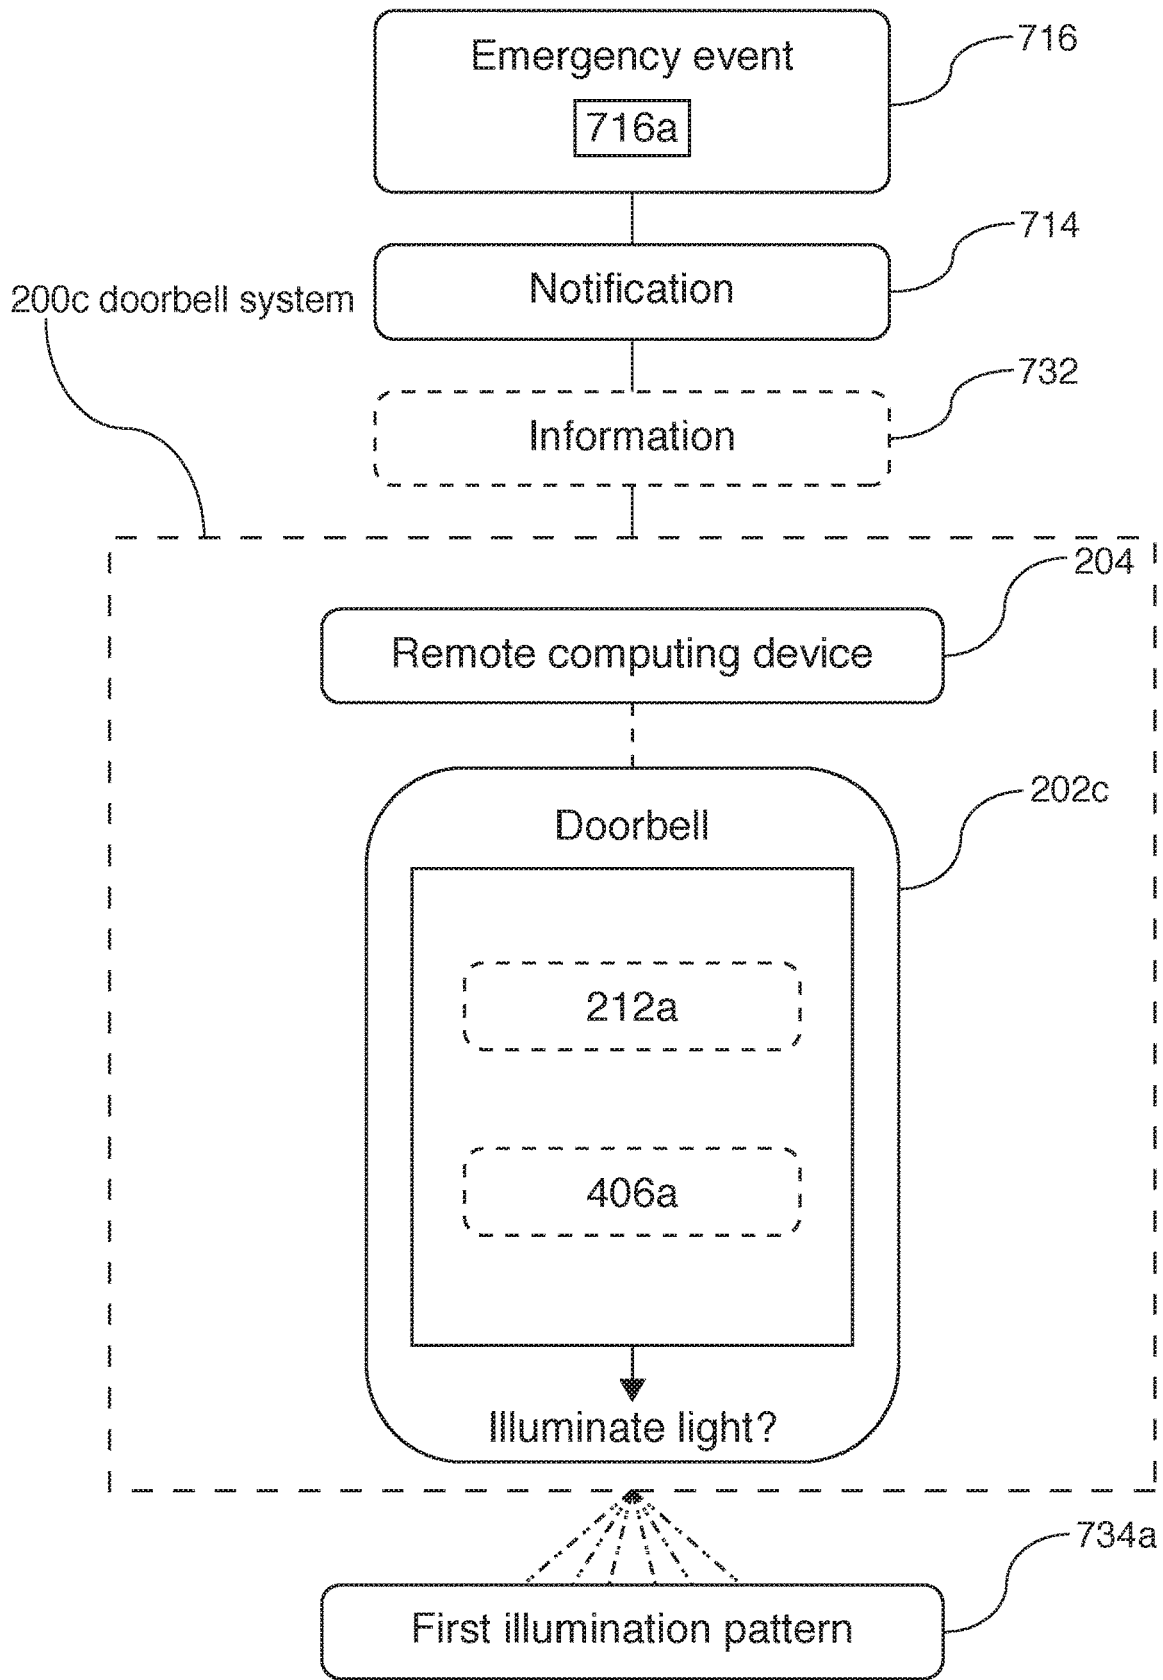 Emergency event
716
716a
714
Notification
200c doorbell system
732
Information
204
Remote computing device
202c
Doorbell
212a
406a
Illuminate light?
734a
First illumination pattern